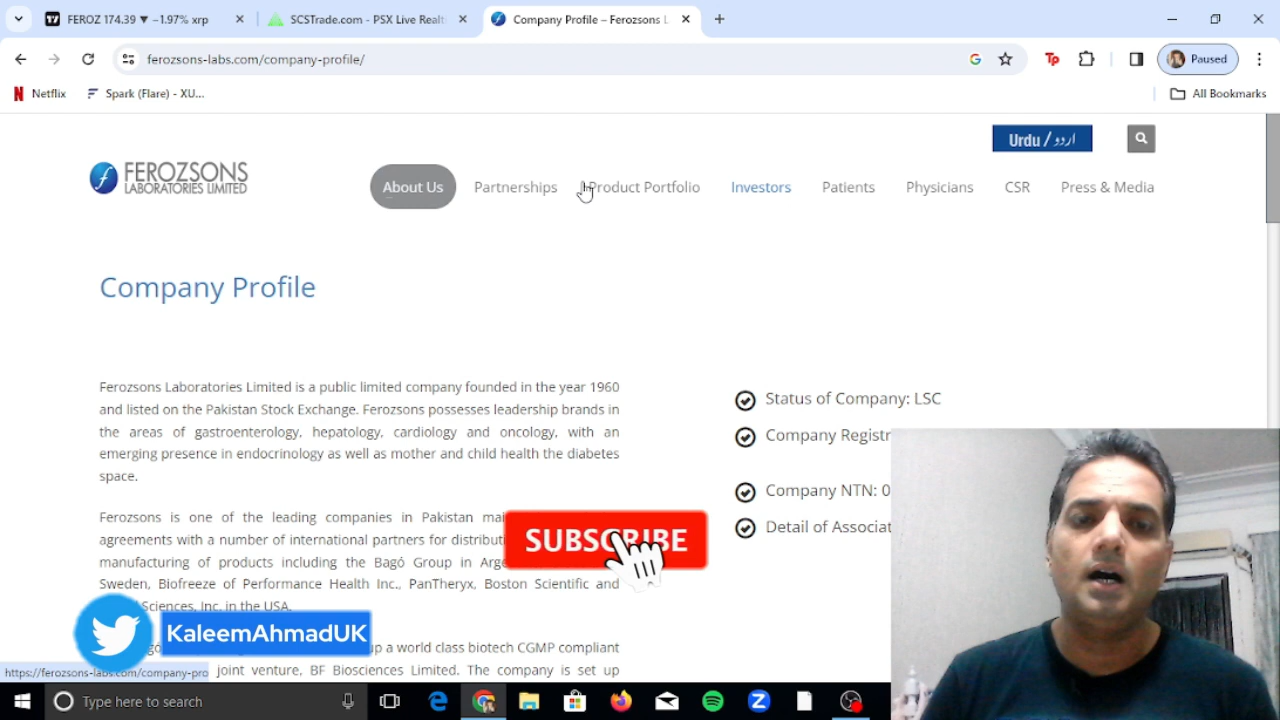 FEROZ 174.39 ▼ −1.97% xrp
SCSTrade.com - PSX Live Realt
Company Profile – Ferozsons L
ferozsons-labs.com/company-profile/
Paused
Netflix
Spark (Flare) - XU...
All Bookmarks
Urdu / اردو
FEROZSONS
LABORATORIES LIMITED
About Us
Partnerships
Product Portfolio
Investors
Patients
Physicians
CSR
Press & Media
Company Profile
Ferozsons Laboratories Limited is a public limited company founded in the year 1960
and listed on the Pakistan Stock Exchange. Ferozsons possesses leadership brands in
the areas of gastroenterology, hepatology, cardiology and oncology, with an
emerging presence in endocrinology as well as mother and child health the diabetes
space.
Ferozsons is one of the leading companies in Pakistan
agreements with a number of international partners for
manufacturing of products including the Bagó Group in
Sweden, Biofreeze of Performance Health Inc., PanTheryx, Boston Scientific and
Sciences, Inc. in the USA.
up a world class biotech CGMP compliant
joint venture, BF Biosciences Limited. The company is set up
Status of Company: LSC
Company Registr
Company NTN: 0
Detail of Associat
SUBSCRIBE
KaleemAhmadUK
https://ferozsons-labs.com/company-pro
Type here to search